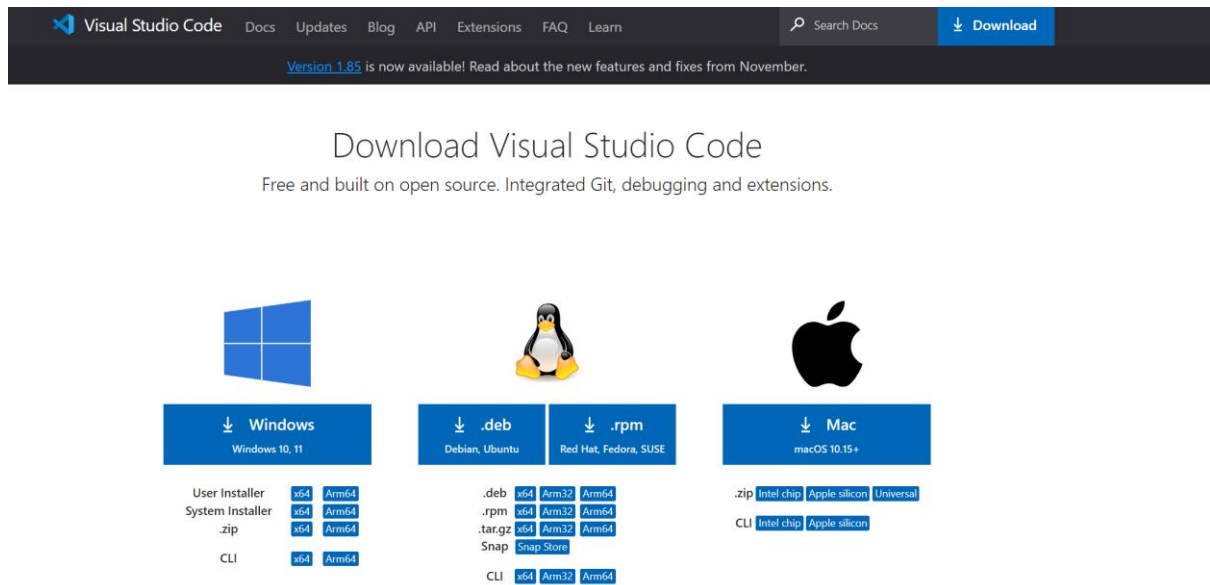 Visual Studio Code Docs Updates Blog API Extensions FAQ Learn Search Docs Download
Version 1.85 is now available! Read about the new features and fixes from November.
Download Visual Studio Code
Free and built on open source. Integrated Git, debugging and extensions.
Windows
Windows 10, 11
User Installer x64 Arm64
System Installer x64 Arm64
.zip x64 Arm64
CLI x64 Arm64
.deb
Debian, Ubuntu
.rpm
Red Hat, Fedora, SUSE
.deb x64 Arm32 Arm64
.rpm x64 Arm32 Arm64
.tar.gz x64 Arm32 Arm64
Snap Snap Store
CLI x64 Arm32 Arm64
Mac
macOS 10.15+
.zip Intel chip Apple silicon Universal
CLI Intel chip Apple silicon